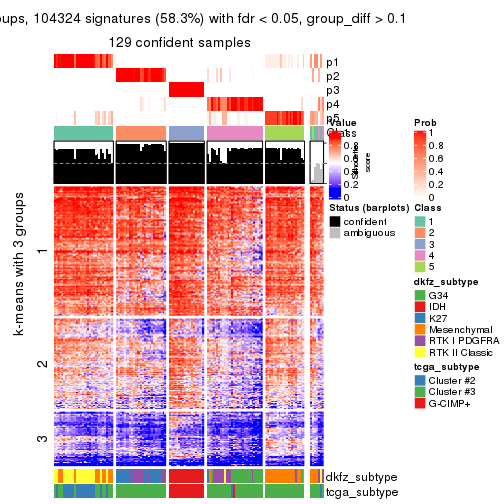 oups, 104324 signatures (58.3%) with fdr < 0.05, group_diff > 0.1
129 confident samples
p1
p2
p3
p4
p5
Class
k-means with 3 groups
1
2
3
Silhouette
score
Value
1
0.8
0.6
0.4
0.2
0
Prob
1
0.8
0.6
0.4
0.2
0
Status (barplots)
confident
ambiguous
Class
1
2
3
4
5
dkfz_subtype
G34
IDH
K27
Mesenchymal
RTK I PDGFRA
RTK II Classic
tcga_subtype
Cluster #2
Cluster #3
G-CIMP+
dkfz_subtype
tcga_subtype